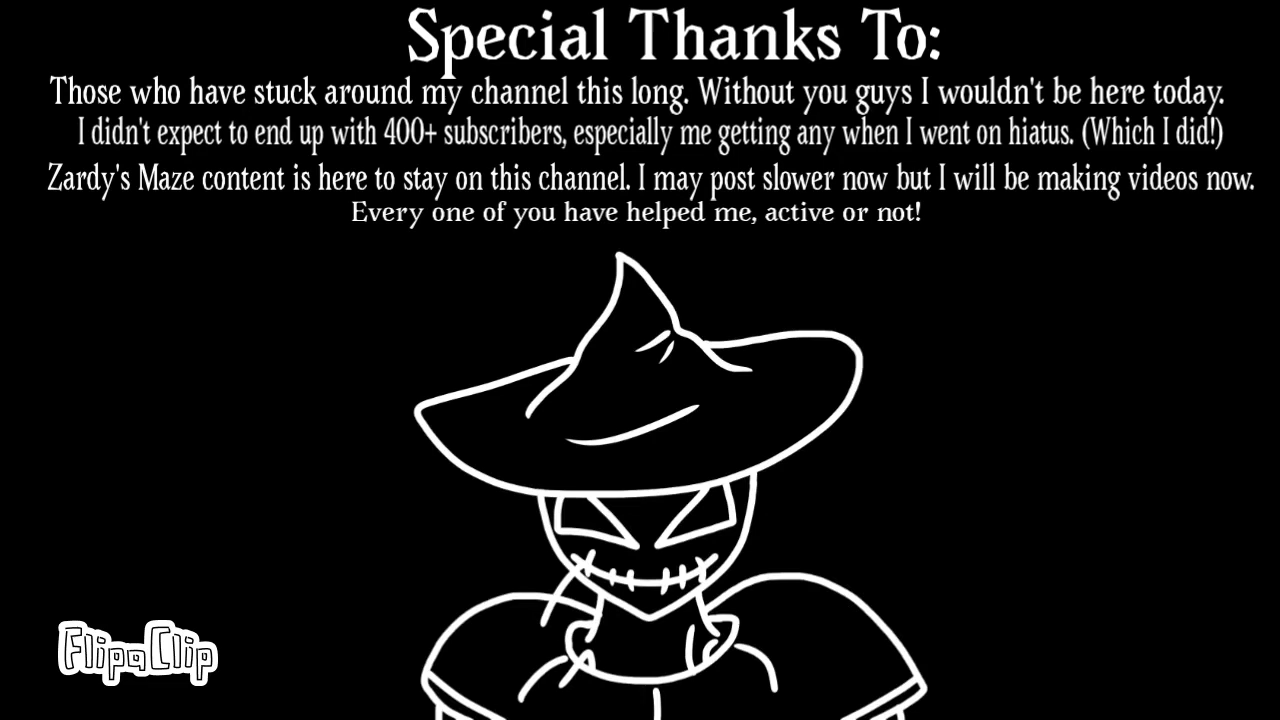 Special Thanks To:
Those who have stuck around my channel this long. Without you guys I wouldn't be here today.
I didn't expect to end up with 400+ subscribers, especially me getting any when I went on hiatus. (Which I did!)
Zardy's Maze content is here to stay on this channel. I may post slower now but I will be making videos now.
Every one of you have helped me, active or not!
FlipaClip